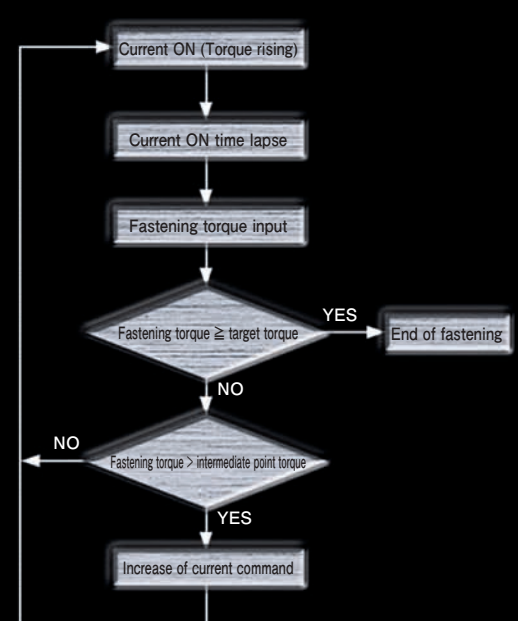 Current ON (Torque rising)
Current ON time lapse
Fastening torque input
Fastening torque ≧ target torque
YES
End of fastening
NO
Fastening torque > intermediate point torque
NO
YES
Increase of current command